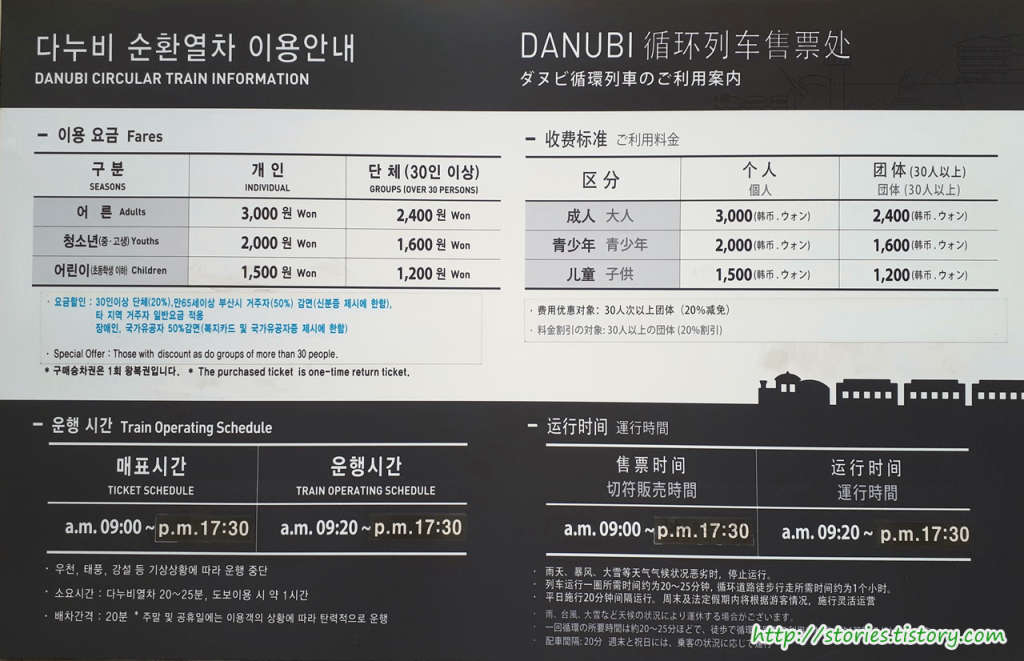 다누비 순환열차 이용안내
DANUBI CIRCULAR TRAIN INFORMATION
DANUBI 循环列车售票处
ダヌビ循環列車のご利用案内
이용 요금 Fares
구 분 개 인 단 체 (30인 이상)
SEASONS INDIVIDUAL GROUPS (OVER 30 PERSONS)
어 른 Adults 3,000 원 Won 2,400 원 Won
청소년(중·고생) Youths 2,000 원 Won 1,600 원 Won
어린이(초등학생 이하) Children 1,500 원 Won 1,200 원 Won
· 요금할인 : 30인이상 단체(20%),만65세이상 부산시 거주자(50%) 감면(신분증 제시에 한함),
타 지역 거주자 일반요금 적용
장애인, 국가유공자 50%감면(복지카드 및 국가유공자증 제시에 한함)
· Special Offer : Those with discount as do groups of more than 30 people.
* 구매승차권은 1회 왕복권입니다. * The purchased ticket is one-time return ticket.
收费标准 ご利用料金
区 分 个 人 团 体 (30人以上)
個人 団体 (30人以上)
成人 大人 3,000(韩币.ウォン) 2,400(韩币.ウォン)
青少年 青少年 2,000(韩币.ウォン) 1,600(韩币.ウォン)
儿童 子供 1,500(韩币.ウォン) 1,200(韩币.ウォン)
· 费用优惠对象: 30人次以上团体（20%减免）
· 料金割引の対象: 30人以上の団体 (20%割引)
운행 시간 Train Operating Schedule
매표시간 운행시간
TICKET SCHEDULE TRAIN OPERATING SCHEDULE
a.m. 09:00 ~ p.m.17:30 a.m. 09:20 ~ p.m.17:30
· 우천, 태풍, 강설 등 기상상황에 따라 운행 중단
· 소요시간 : 다누비열차 20~25분, 도보이용 시 약 1시간
· 배차간격 : 20분 * 주말 및 공휴일에는 이용객의 상황에 따라 탄력적으로 운행
运行时间 運行時間
售票时间 运行时间
切符販売時間 運行時間
a.m. 09:00 ~ p.m.17:30 a.m. 09:20 ~ p.m.17:30
· 雨天、暴风、大雪等天气气候状况恶劣时，停止运行。
· 列车运行一圈所需时间约为20~25分钟, 循环道路徒步行走所需时间约为1个小时。
· 平日施行20分钟间隔运行。 周末及法定假期内将根据游客情况，施行灵活运营
· 雨、台風、大雪など天候の状況により運休する場合がございます。
· 一回循環の所要時間は約20~25分ほどで、徒歩で循環
· 配車間隔: 20分 週末と祝日には、乗客の状況に応じて運行
http://stories.tistory.com